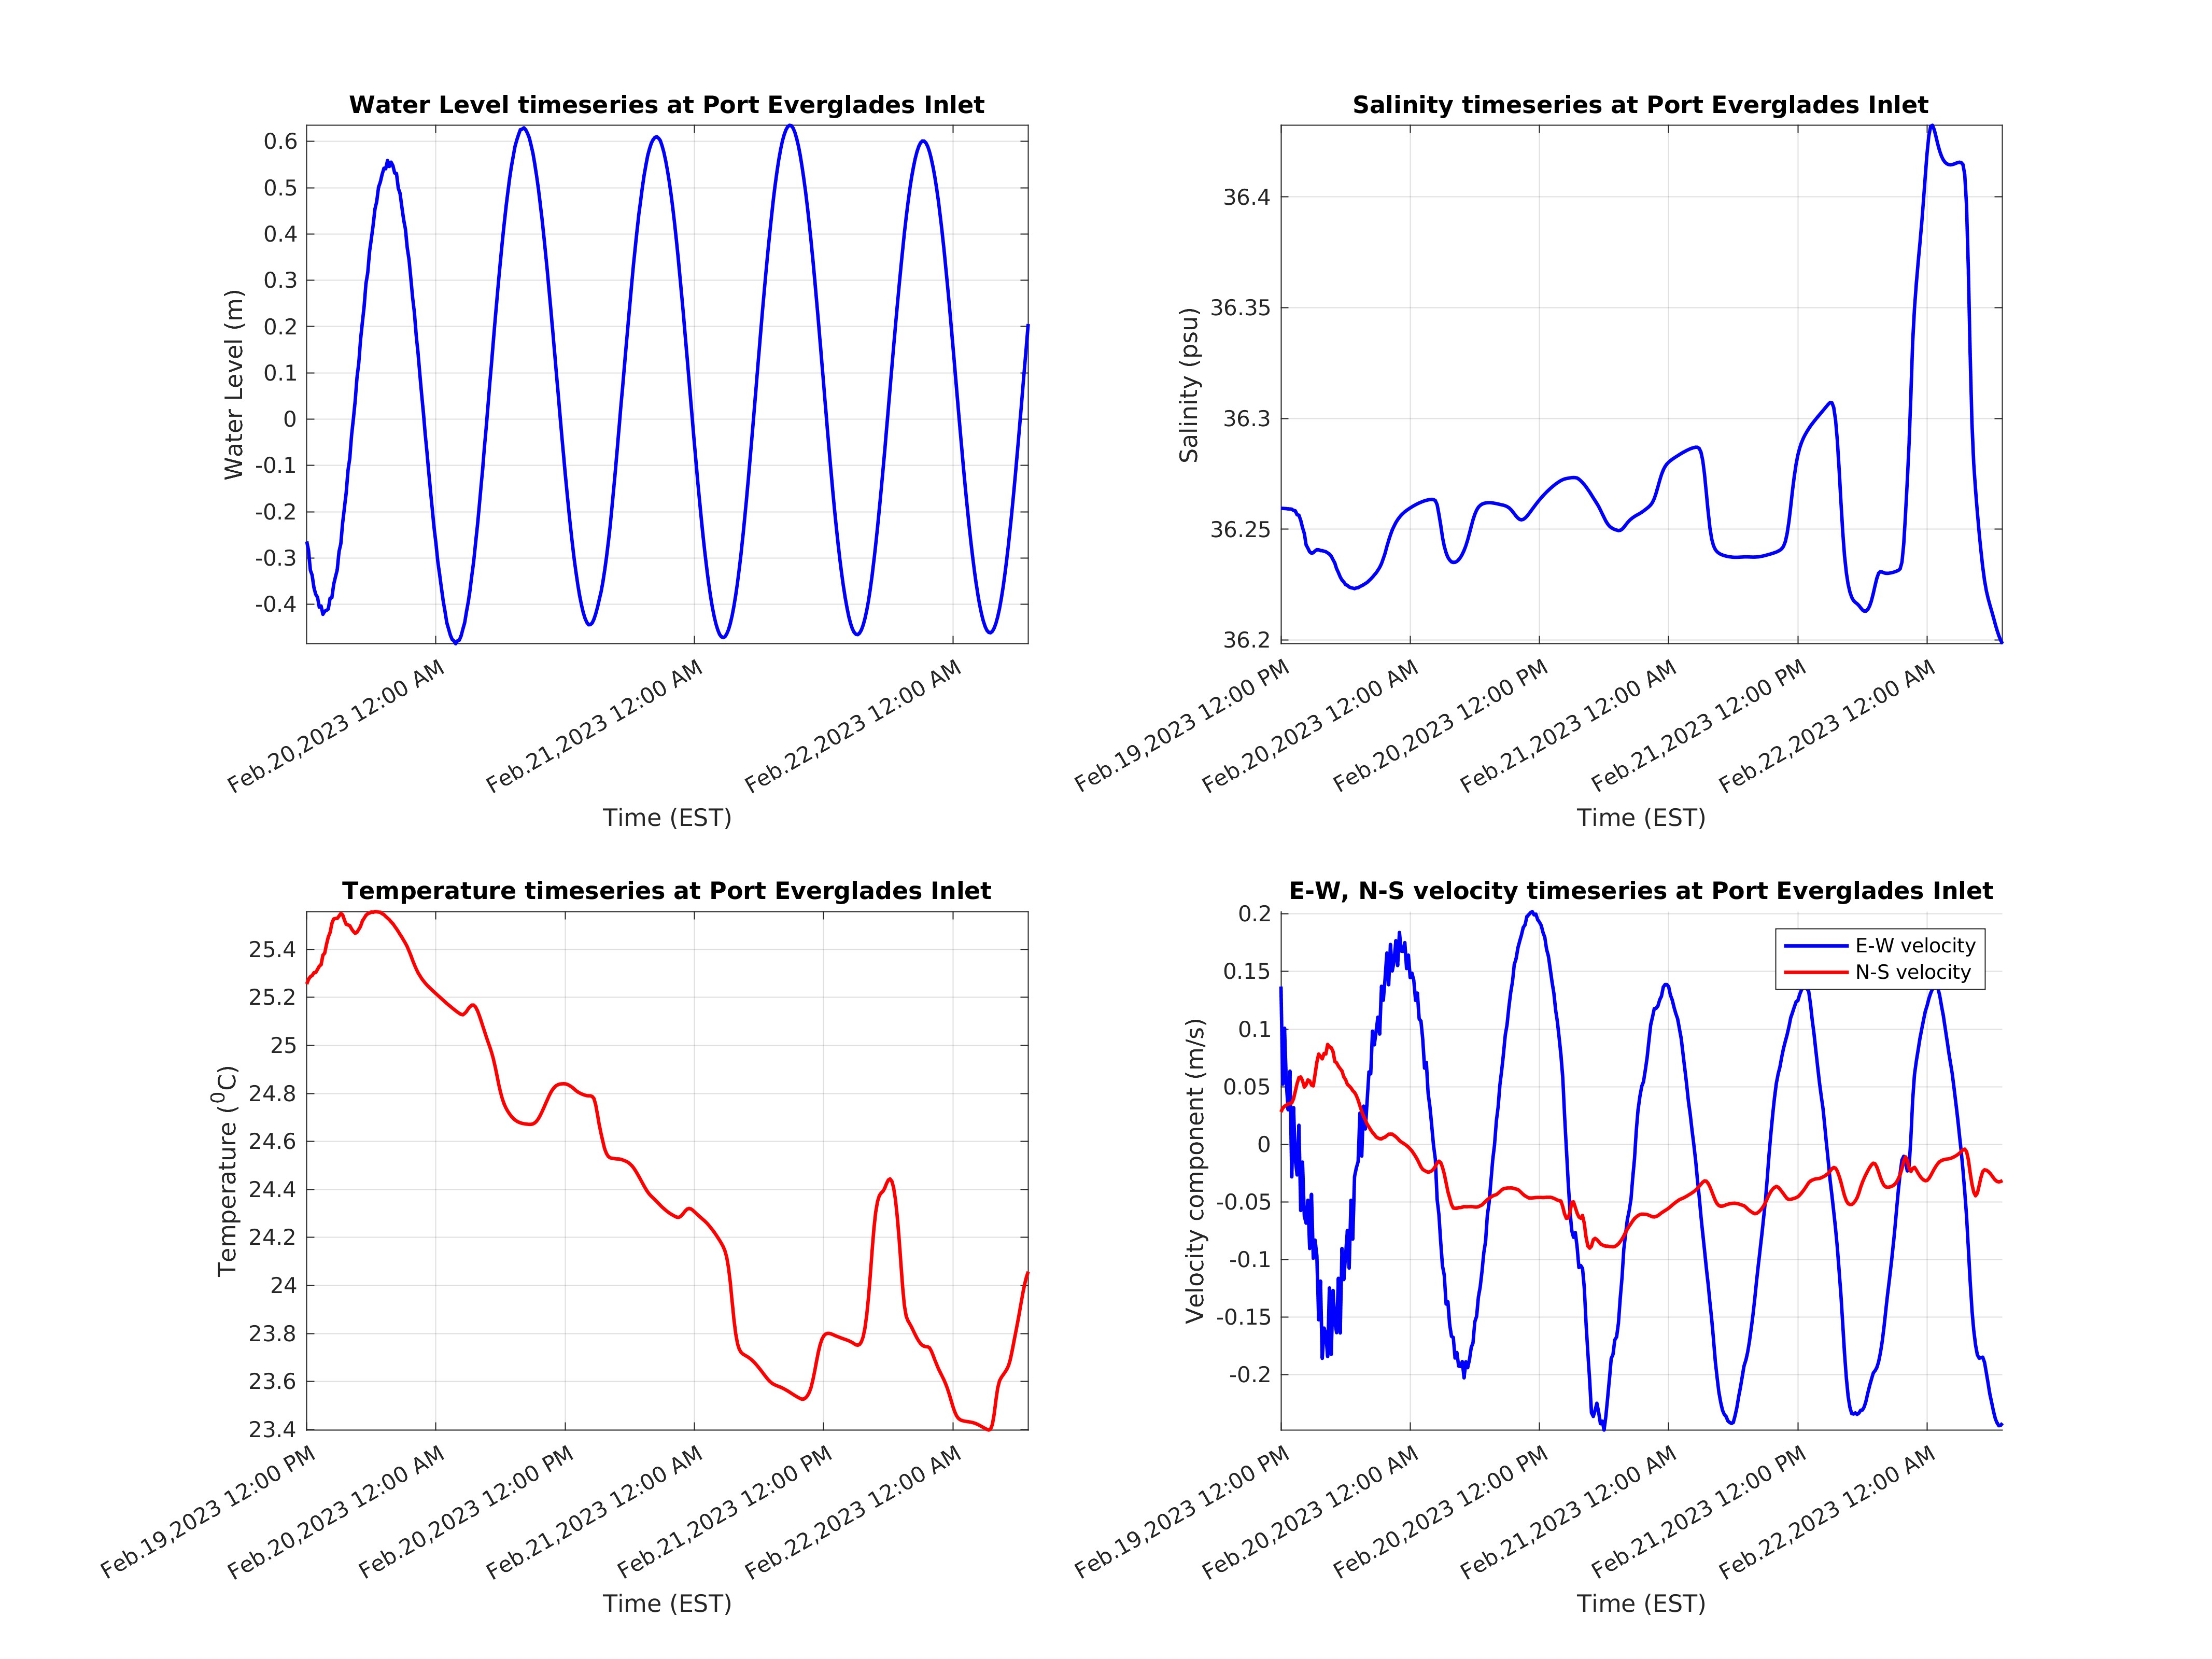 Water Level timeseries at Port Everglades Inlet
Water Level (m)
0.6
0.5
0.4
0.3
0.2
0.1
0
-0.1
-0.2
-0.3
-0.4
Feb.20,2023 12:00 AM
Feb.21,2023 12:00 AM
Feb.22,2023 12:00 AM
Time (EST)
Salinity timeseries at Port Everglades Inlet
Salinity (psu)
36.4
36.35
36.3
36.25
36.2
Feb.19,2023 12:00 PM
Feb.20,2023 12:00 AM
Feb.20,2023 12:00 PM
Feb.21,2023 12:00 AM
Feb.21,2023 12:00 PM
Feb.22,2023 12:00 AM
Time (EST)
Temperature timeseries at Port Everglades Inlet
Temperature (⁰C)
25.4
25.2
25
24.8
24.6
24.4
24.2
24
23.8
23.6
23.4
Feb.19,2023 12:00 PM
Feb.20,2023 12:00 AM
Feb.20,2023 12:00 PM
Feb.21,2023 12:00 AM
Feb.21,2023 12:00 PM
Feb.22,2023 12:00 AM
Time (EST)
E-W, N-S velocity timeseries at Port Everglades Inlet
Velocity component (m/s)
0.2
0.15
0.1
0.05
0
-0.05
-0.1
-0.15
-0.2
E-W velocity
N-S velocity
Feb.19,2023 12:00 PM
Feb.20,2023 12:00 AM
Feb.20,2023 12:00 PM
Feb.21,2023 12:00 AM
Feb.21,2023 12:00 PM
Feb.22,2023 12:00 AM
Time (EST)